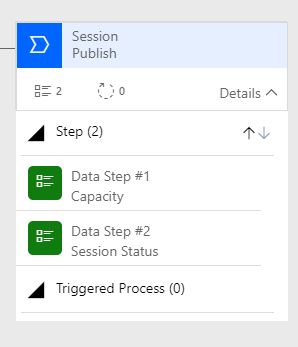 Session
Publish
2 0 Details
Step (2)
Data Step #1
Capacity
Data Step #2
Session Status
Triggered Process (0)